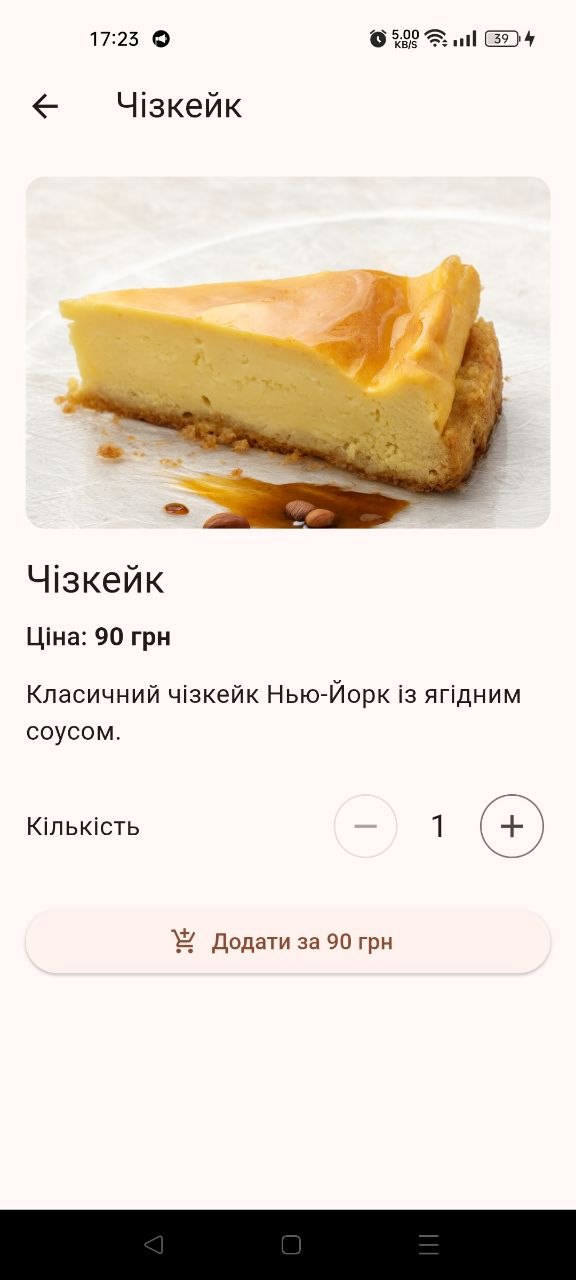 17:23
5.00
KB/S
39
Чізкейк
Чізкейк
Ціна: 90 грн
Класичний чізкейк Нью-Йорк із ягідним
соусом.
Кількість
1
Додати за 90 грн